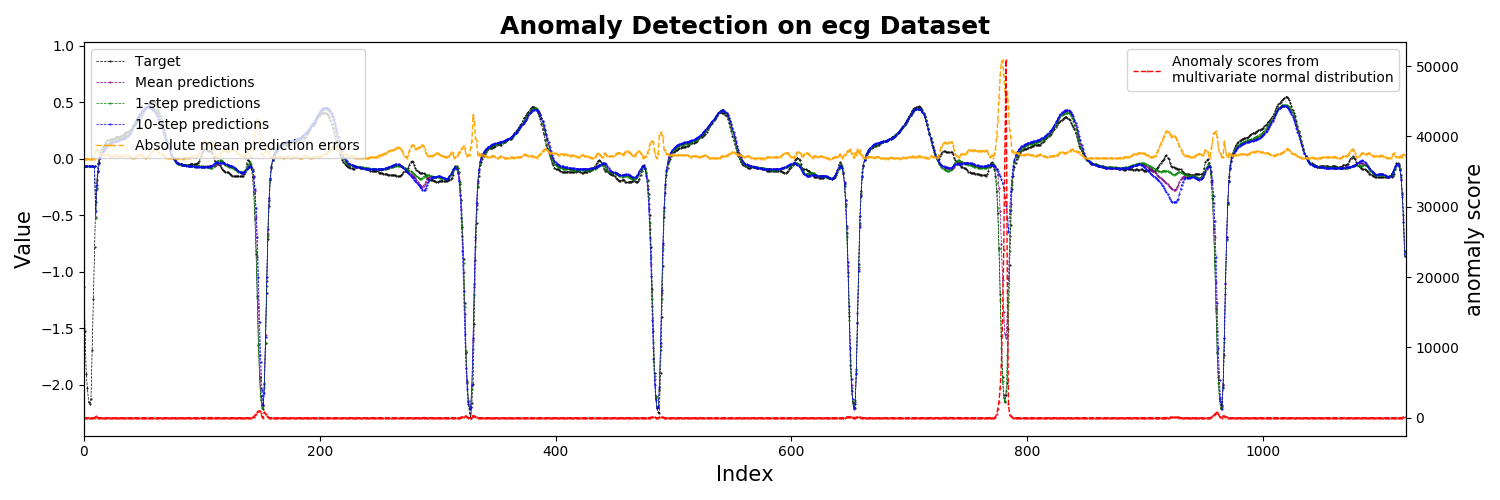 Anomaly Detection on ecg Dataset
Target
Mean predictions
1-step predictions
10-step predictions
Absolute mean prediction errors
Anomaly scores from
multivariate normal distribution
Value
1.0
0.5
0.0
−0.5
−1.0
−1.5
−2.0
anomaly score
50000
40000
30000
20000
10000
0
0 200 400 600 800 1000
Index